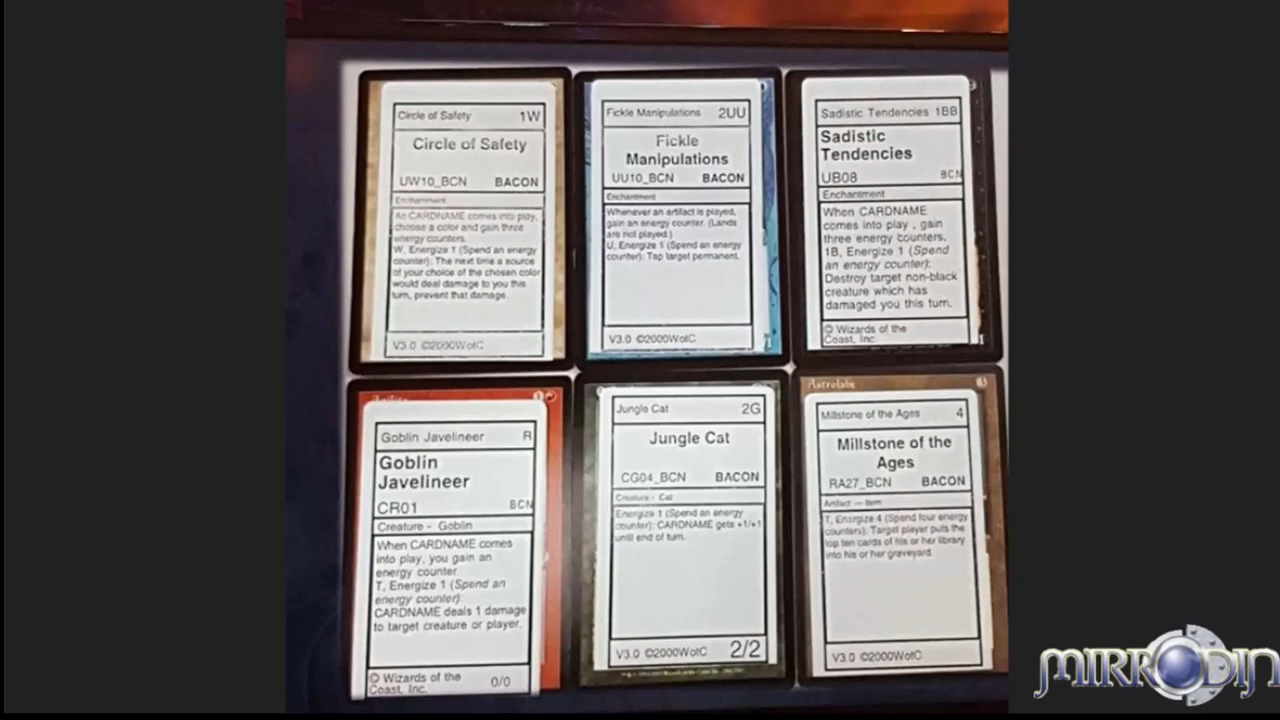 Circle of Safety 1W
Circle of Safety
UW10_BCN BACON
Enchantment
As CARDNAME comes into play,
choose a color and gain three
energy counters.
W, Energize 1 (Spend an energy
counter): The next time a source
of your choice of the chosen color
would deal damage to you this
turn, prevent that damage.
V3.0 ©2000WotC
Fickle Manipulations 2UU
Fickle
Manipulations
UU10_BCN BACON
Enchantment
Whenever an artifact is played,
gain an energy counter. (Lands
are not played.)
U, Energize 1 (Spend an energy
counter): Tap target permanent.
V3.0 ©2000WotC
Sadistic Tendencies 1BB
Sadistic
Tendencies
UB08 BCN
Enchantment
When CARDNAME
comes into play , gain
three energy counters.
1B, Energize 1 (Spend
an energy counter):
Destroy target non-black
creature which has
damaged you this turn.
© Wizards of the
Coast, Inc.
Goblin Javelineer R
Goblin
Javelineer
CR01 BCN
Creature - Goblin
When CARDNAME comes
into play, you gain an
energy counter
T, Energize 1 (Spend an
energy counter):
CARDNAME deals 1 damage
to target creature or player.
© Wizards of the
Coast, Inc. 0/0
Jungle Cat 2G
Jungle Cat
CG04_BCN BACON
Creature - Cat
Energize 1 (Spend an energy
counter): CARDNAME gets +1/+1
until end of turn.
V3.0 ©2000WotC 2/2
Astrolabe
Millstone of the Ages 4
Millstone of the
Ages
RA27_BCN BACON
Artifact — Item
T, Energize 4 (Spend four energy
counters): Target player puts the
top ten cards of his or her library
into his or her graveyard.
V3.0 ©2000WotC
MIRRODIN